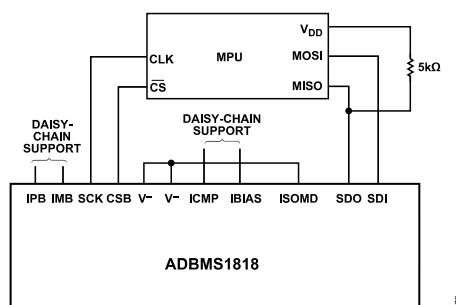 VDD
CLK
MPU
MOSI
5kΩ
CS
MISO
DAISY-
CHAIN
SUPPORT
DAISY-CHAIN
SUPPORT
IPB IMB SCK CSB V– V– ICMP IBIAS ISOMD SDO SDI
ADBMS1818